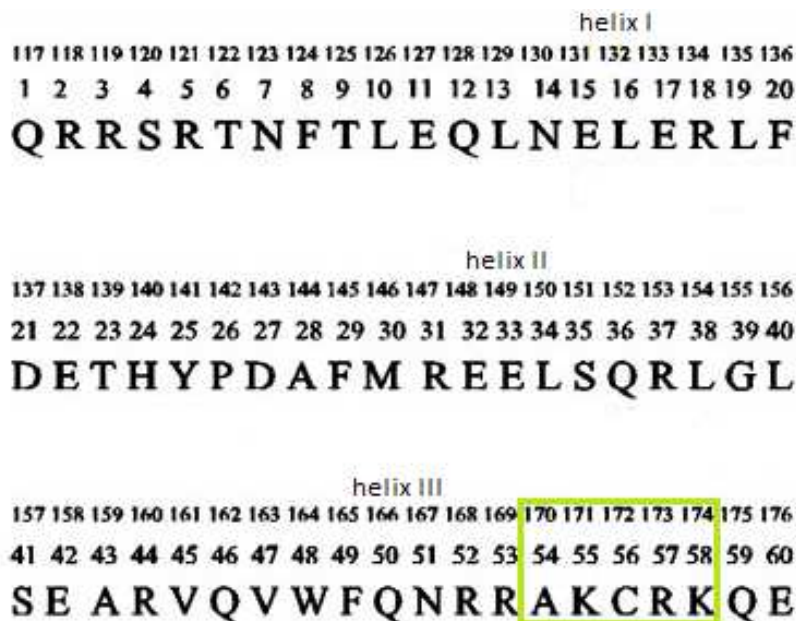 helix I
117 118 119 120 121 122 123 124 125 126 127 128 129 130 131 132 133 134 135 136
1 2 3 4 5 6 7 8 9 10 11 12 13 14 15 16 17 18 19 20
Q R R S R T N F T L E Q L N E L E R L F
helix II
137 138 139 140 141 142 143 144 145 146 147 148 149 150 151 152 153 154 155 156
21 22 23 24 25 26 27 28 29 30 31 32 33 34 35 36 37 38 39 40
D E T H Y P D A F M R E E L S Q R L G L
helix III
157 158 159 160 161 162 163 164 165 166 167 168 169 170 171 172 173 174 175 176
41 42 43 44 45 46 47 48 49 50 51 52 53 54 55 56 57 58 59 60
S E A R V Q V W F Q N R R A K C R K Q E